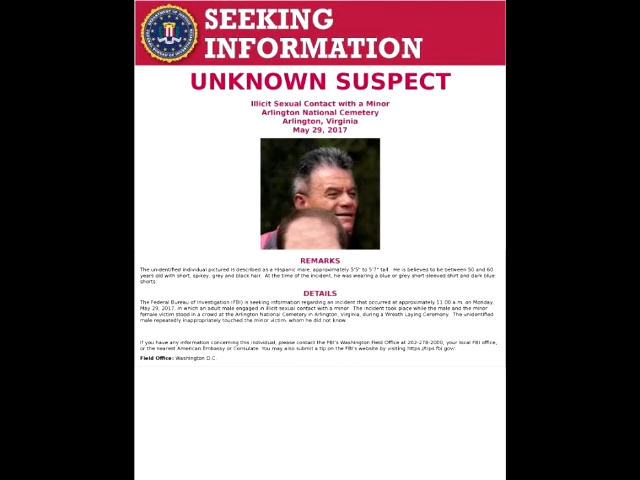 SEEKING
INFORMATION
UNKNOWN SUSPECT
Illicit Sexual Contact with a Minor
Arlington National Cemetery
Arlington, Virginia
May 29, 2017
REMARKS
The unidentified individual pictured is described as a Hispanic male, approximately 5'5" to 5'7" tall. He is believed to be between 50 and 60
years old with short, spikey, grey and black hair. At the time of the incident, he was wearing a blue or grey short-sleeved shirt and dark blue
shorts.
DETAILS
The Federal Bureau of Investigation (FBI) is seeking information regarding an incident that occurred at approximately 11:00 a.m. on Monday,
May 29, 2017, in which an adult male engaged in illicit sexual contact with a minor. The incident took place while the male and the minor
female victim stood in a crowd at the Arlington National Cemetery in Arlington, Virginia, during a Wreath Laying Ceremony. The unidentified
male repeatedly inappropriately touched the minor victim, whom he did not know.
If you have any information concerning this individual, please contact the FBI's Washington Field Office at 202-278-2000, your local FBI office,
or the nearest American Embassy or Consulate. You may also submit a tip on the FBI's website by visiting https://tips.fbi.gov/.
Field Office: Washington D.C.